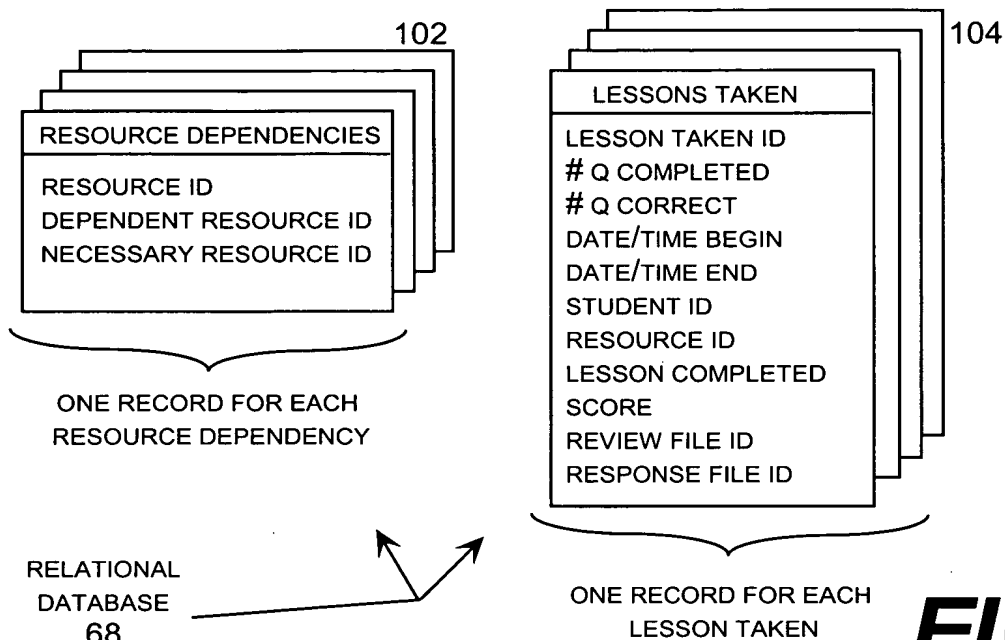 102
RESOURCE DEPENDENCIES
RESOURCE ID
DEPENDENT RESOURCE ID
NECESSARY RESOURCE ID
ONE RECORD FOR EACH
RESOURCE DEPENDENCY
104
LESSONS TAKEN
LESSON TAKEN ID
# Q COMPLETED
# Q CORRECT
DATE/TIME BEGIN
DATE/TIME END
STUDENT ID
RESOURCE ID
LESSON COMPLETED
SCORE
REVIEW FILE ID
RESPONSE FILE ID
ONE RECORD FOR EACH
LESSON TAKEN
RELATIONAL
DATABASE
68